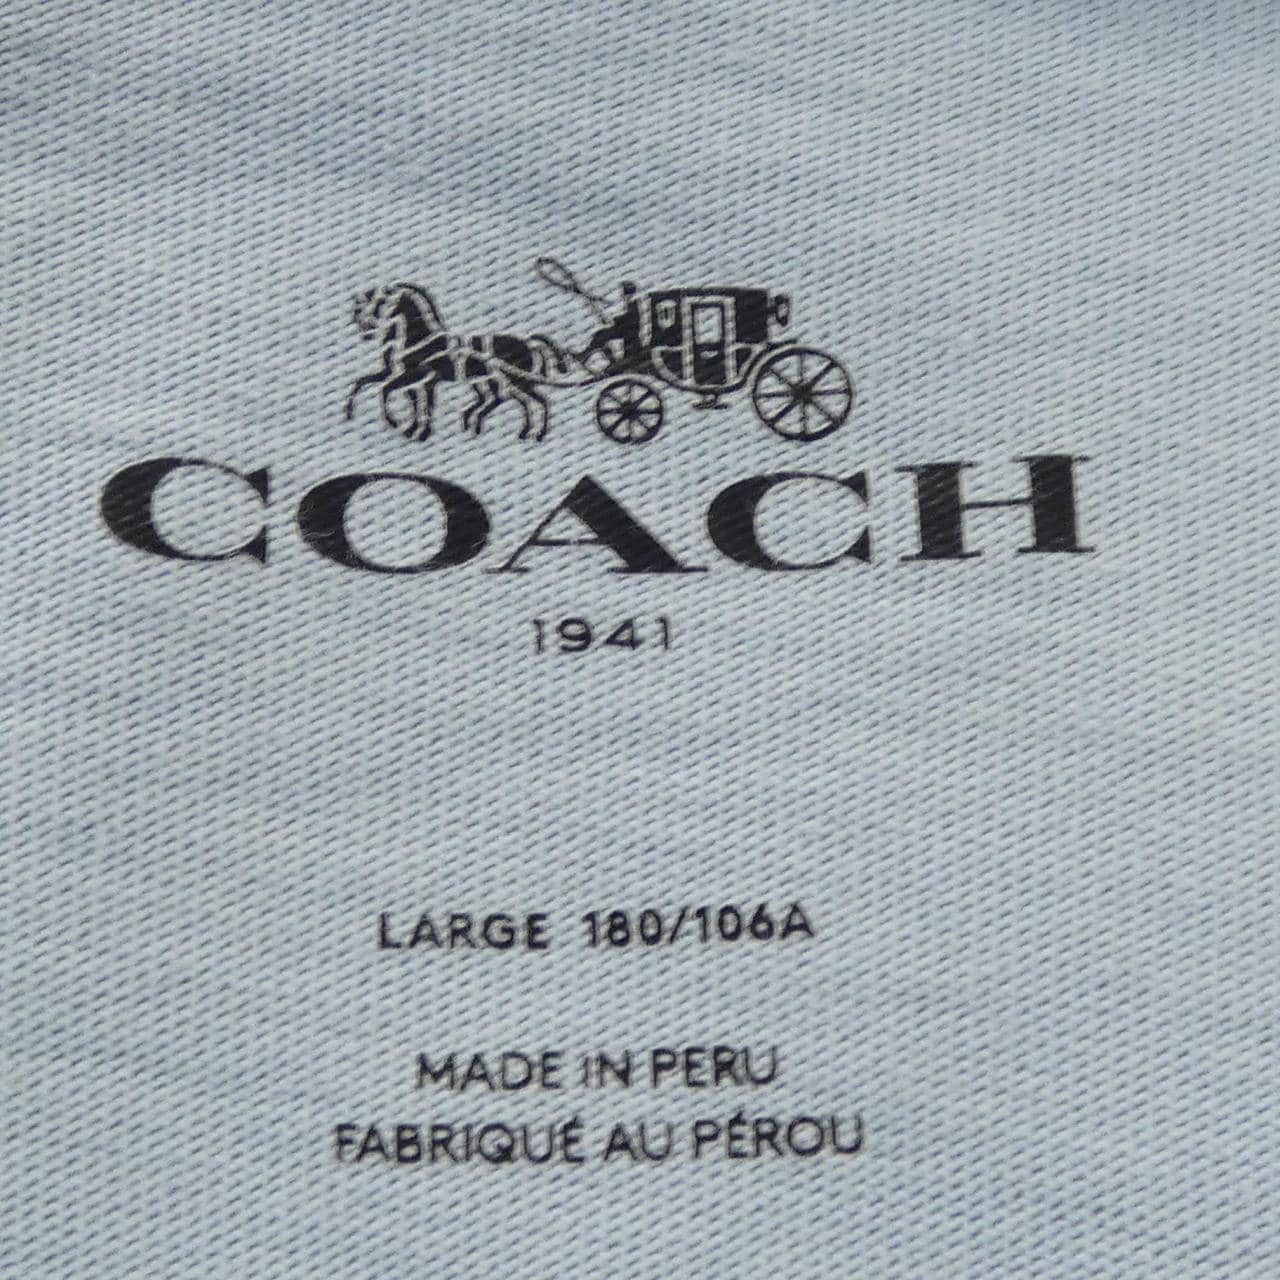 COACH
1941
LARGE 180/106A
MADE IN PERU
FABRIQUÉ AU PÉROU